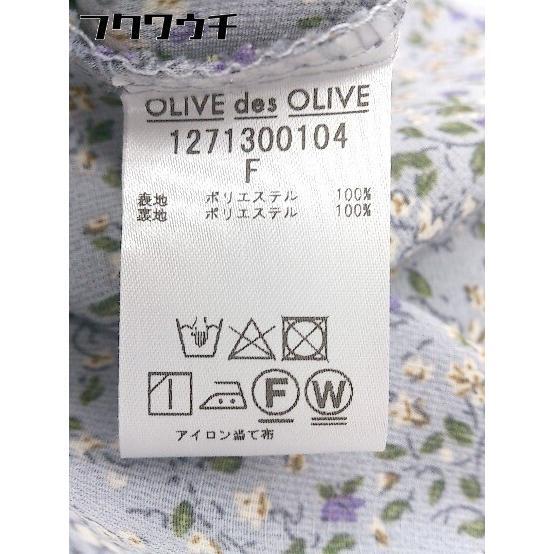 フクワウチ
OLIVE des OLIVE
1271300104
F
表地 ポリエステル 100%
裏地 ポリエステル 100%
F W
アイロン当て布